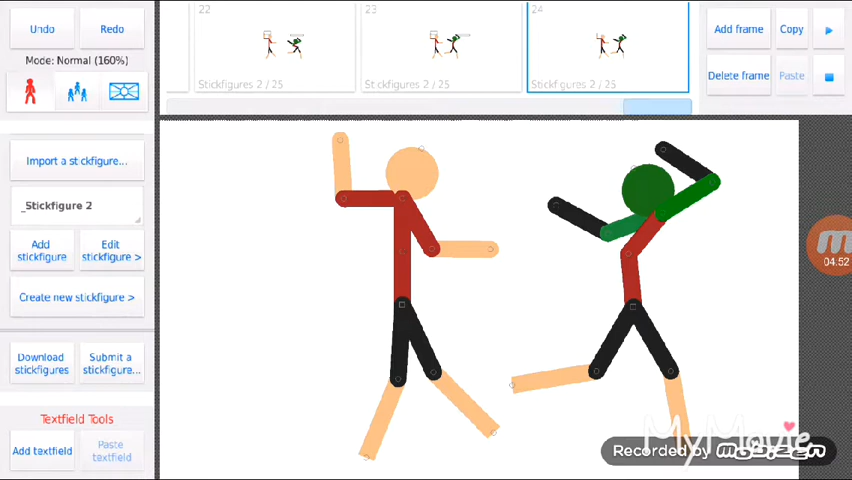 Undo
Redo
Mode: Normal (160%)
22
23
24
Stickfigures 2 / 25
Stickfigures 2 / 25
Stickfigures 2 / 25
Add frame
Copy
Delete frame
Paste
Import a stickfigure...
_Stickfigure 2
Add stickfigure
Edit stickfigure >
Create new stickfigure >
Download stickfigures
Submit a stickfigure...
Textfield Tools
Add textfield
Paste textfield
04:52
MyMovie
Recorded by mobizen